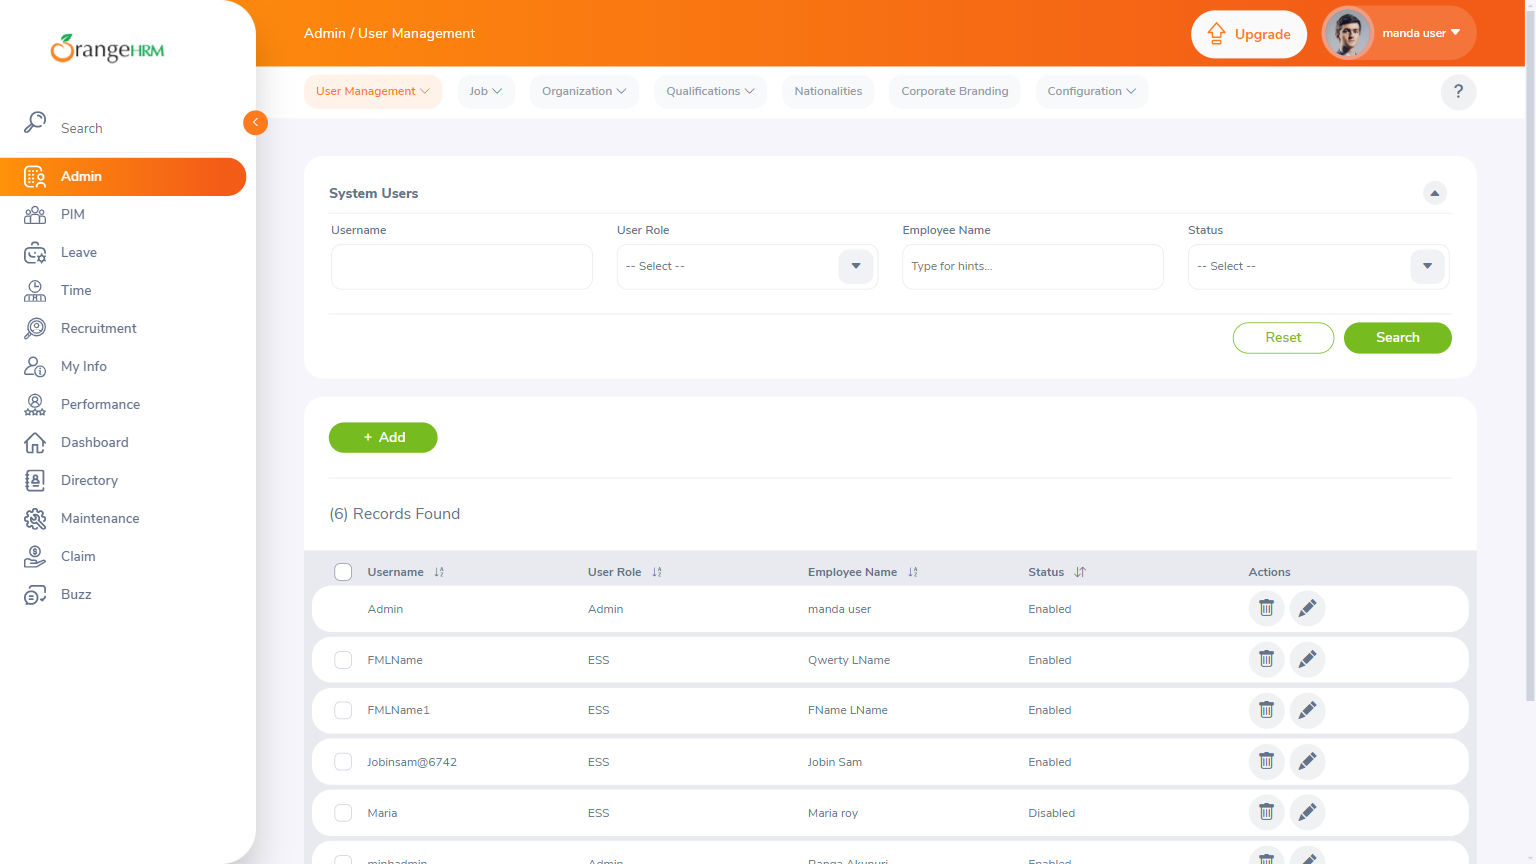 OrangeHRM
Admin / User Management
Upgrade
manda user
User Management
Job
Organization
Qualifications
Nationalities
Corporate Branding
Configuration
?
Search
Admin
PIM
Leave
Time
Recruitment
My Info
Performance
Dashboard
Directory
Maintenance
Claim
Buzz
System Users
Username
User Role
Employee Name
Status
-- Select --
Type for hints...
-- Select --
Reset
Search
+ Add
(6) Records Found
Username User Role Employee Name Status Actions
Admin Admin manda user Enabled
FMLName ESS Qwerty LName Enabled
FMLName1 ESS FName LName Enabled
Jobinsam@6742 ESS Jobin Sam Enabled
Maria ESS Maria roy Disabled
Admin Enabled